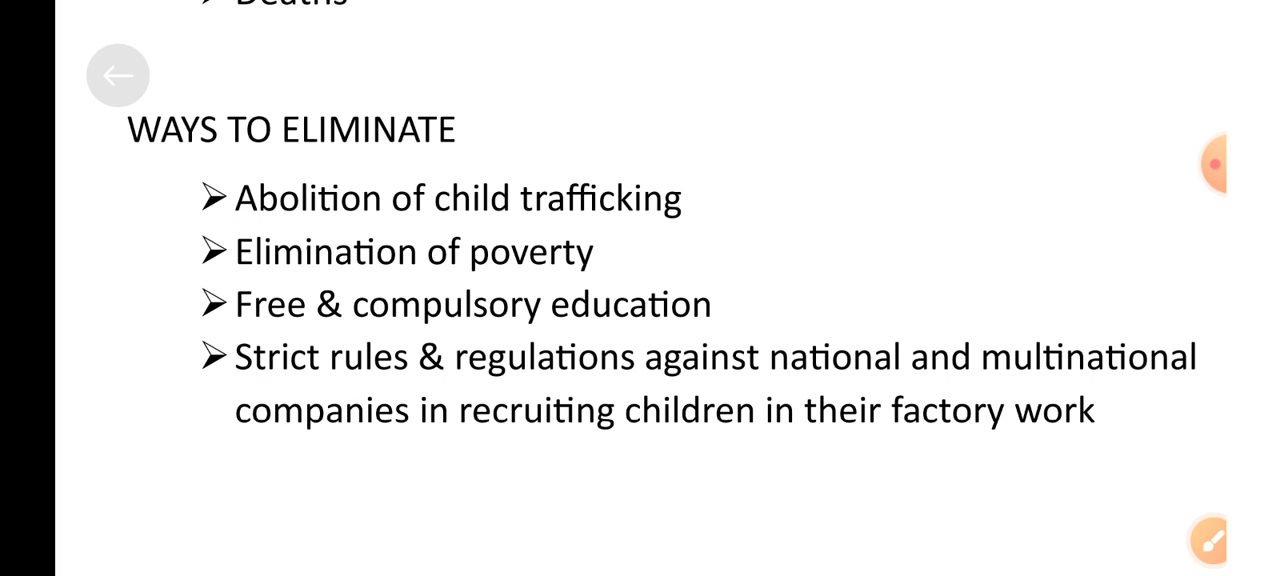 Deaths
WAYS TO ELIMINATE
➢ Abolition of child trafficking
➢ Elimination of poverty
➢ Free & compulsory education
➢ Strict rules & regulations against national and multinational
companies in recruiting children in their factory work